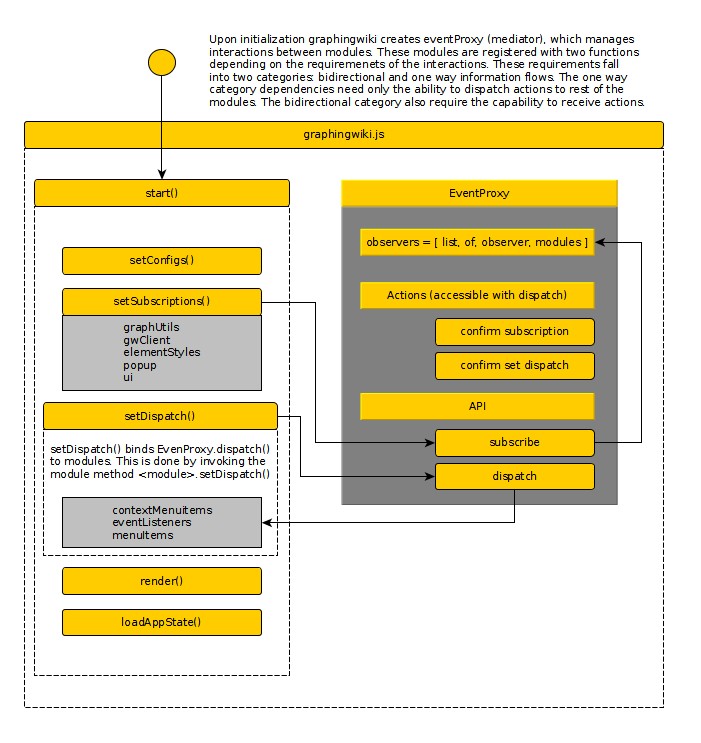 Upon initialization graphingwiki creates eventProxy (mediator), which manages
interactions between modules. These modules are registered with two functions
depending on the requiremenets of the interactions. These requirements fall
into two categories: bidirectional and one way information flows. The one way
category dependencies need only the ability to dispatch actions to rest of the
modules. The bidirectional category also require the capability to receive actions.
graphingwiki.js
start()
setConfigs()
setSubscriptions()
graphUtils
gwClient
elementStyles
popup
ui
setDispatch()
setDispatch() binds EvenProxy.dispatch()
to modules. This is done by invoking the
module method <module>.setDispatch()
contextMenuitems
eventListeners
menuItems
render()
loadAppState()
EventProxy
observers = [ list, of, observer, modules ]
Actions (accessible with dispatch)
confirm subscription
confirm set dispatch
API
subscribe
dispatch